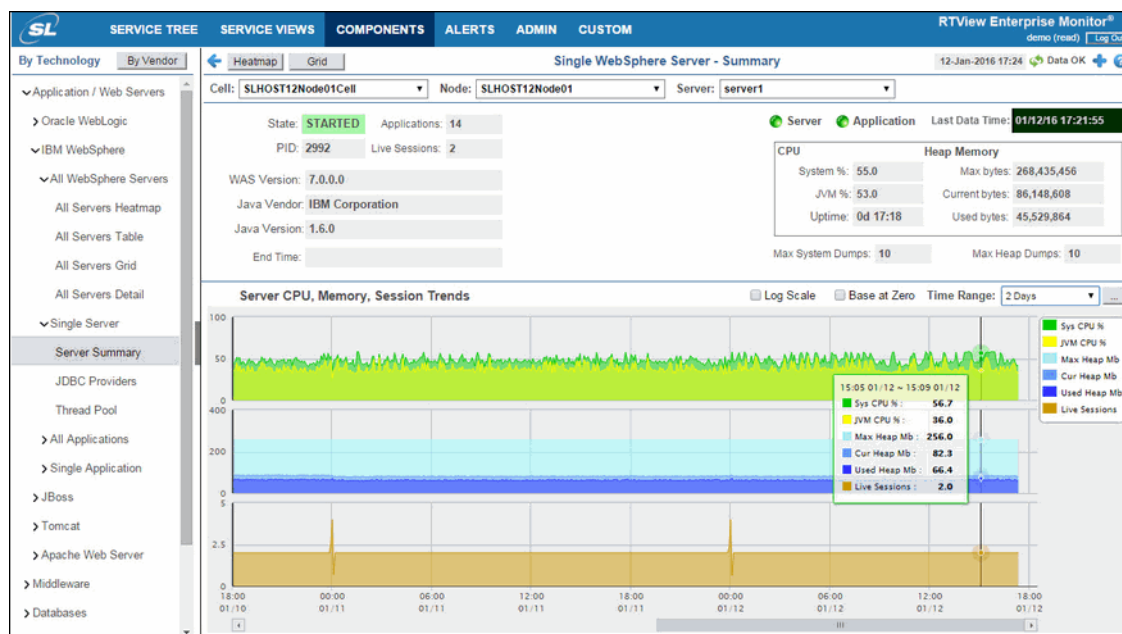 SL SERVICE TREE SERVICE VIEWS COMPONENTS ALERTS ADMIN CUSTOM RTView Enterprise Monitor®
demo (read) Log Ou
By Technology By Vendor Heatmap Grid Single WebSphere Server - Summary 12-Jan-2016 17:24 Data OK
Application / Web Servers
Oracle WebLogic
IBM WebSphere
All WebSphere Servers
All Servers Heatmap
All Servers Table
All Servers Grid
All Servers Detail
Single Server
Server Summary
JDBC Providers
Thread Pool
All Applications
Single Application
JBoss
Tomcat
Apache Web Server
Middleware
Databases
Cell: SLHOST12Node01Cell Node: SLHOST12Node01 Server: server1
State: STARTED Applications: 14
PID: 2992 Live Sessions: 2
WAS Version: 7.0.0.0
Java Vendor: IBM Corporation
Java Version: 1.6.0
End Time:
Server Application Last Data Time: 01/12/16 17:21:55
CPU Heap Memory
System %: 55.0 Max bytes: 268,435,456
JVM %: 53.0 Current bytes: 86,148,608
Uptime: 0d 17:18 Used bytes: 45,529,864
Max System Dumps: 10 Max Heap Dumps: 10
Server CPU, Memory, Session Trends Log Scale Base at Zero Time Range: 2 Days ...
100
50
0
400
200
0
5
2.5
0
15:05 01/12 ~ 15:09 01/12
Sys CPU % : 56.7
JVM CPU % : 36.0
Max Heap Mb : 256.0
Cur Heap Mb : 82.3
Used Heap Mb : 66.4
Live Sessions : 2.0
Sys CPU %
JVM CPU %
Max Heap Mb
Cur Heap Mb
Used Heap Mb
Live Sessions
18:00 00:00 06:00 12:00 18:00 00:00 06:00 12:00 18:00
01/10 01/11 01/11 01/11 01/11 01/12 01/12 01/12 01/12